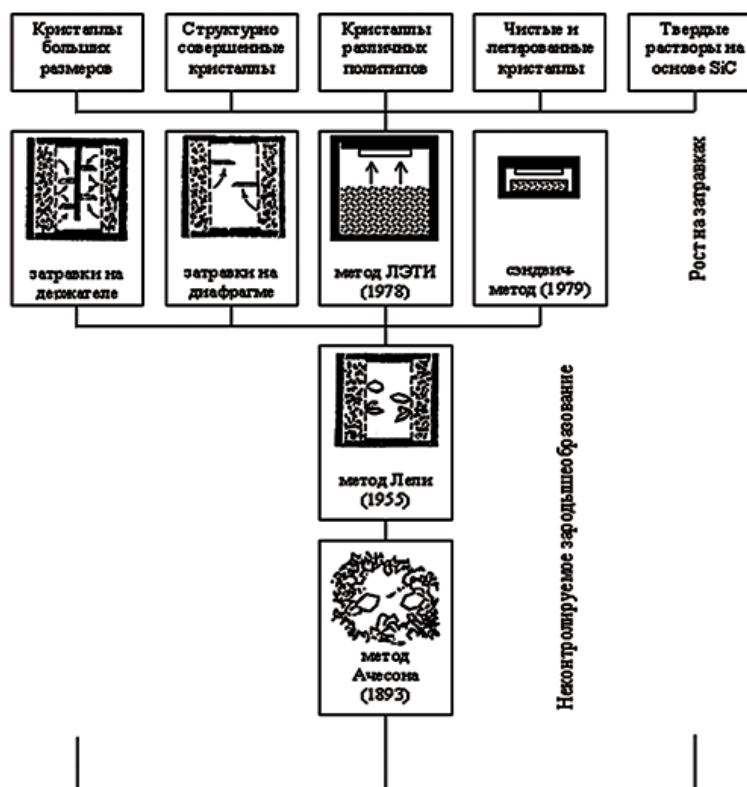 Кристаллы
больших
размеров
Структурно
совершенные
кристаллы
Кристаллы
различных
политипов
Чистые и
легированные
кристаллы
Твердые
растворы на
основе SiC
затравки на
держателе
затравки на
диафрагме
метод ЛЭТИ
(1978)
сэндвич-
метод (1979)
Рост на затравках
метод Лели
(1955)
метод
Ачесона
(1893)
Неконтролируемое зародышеобразование